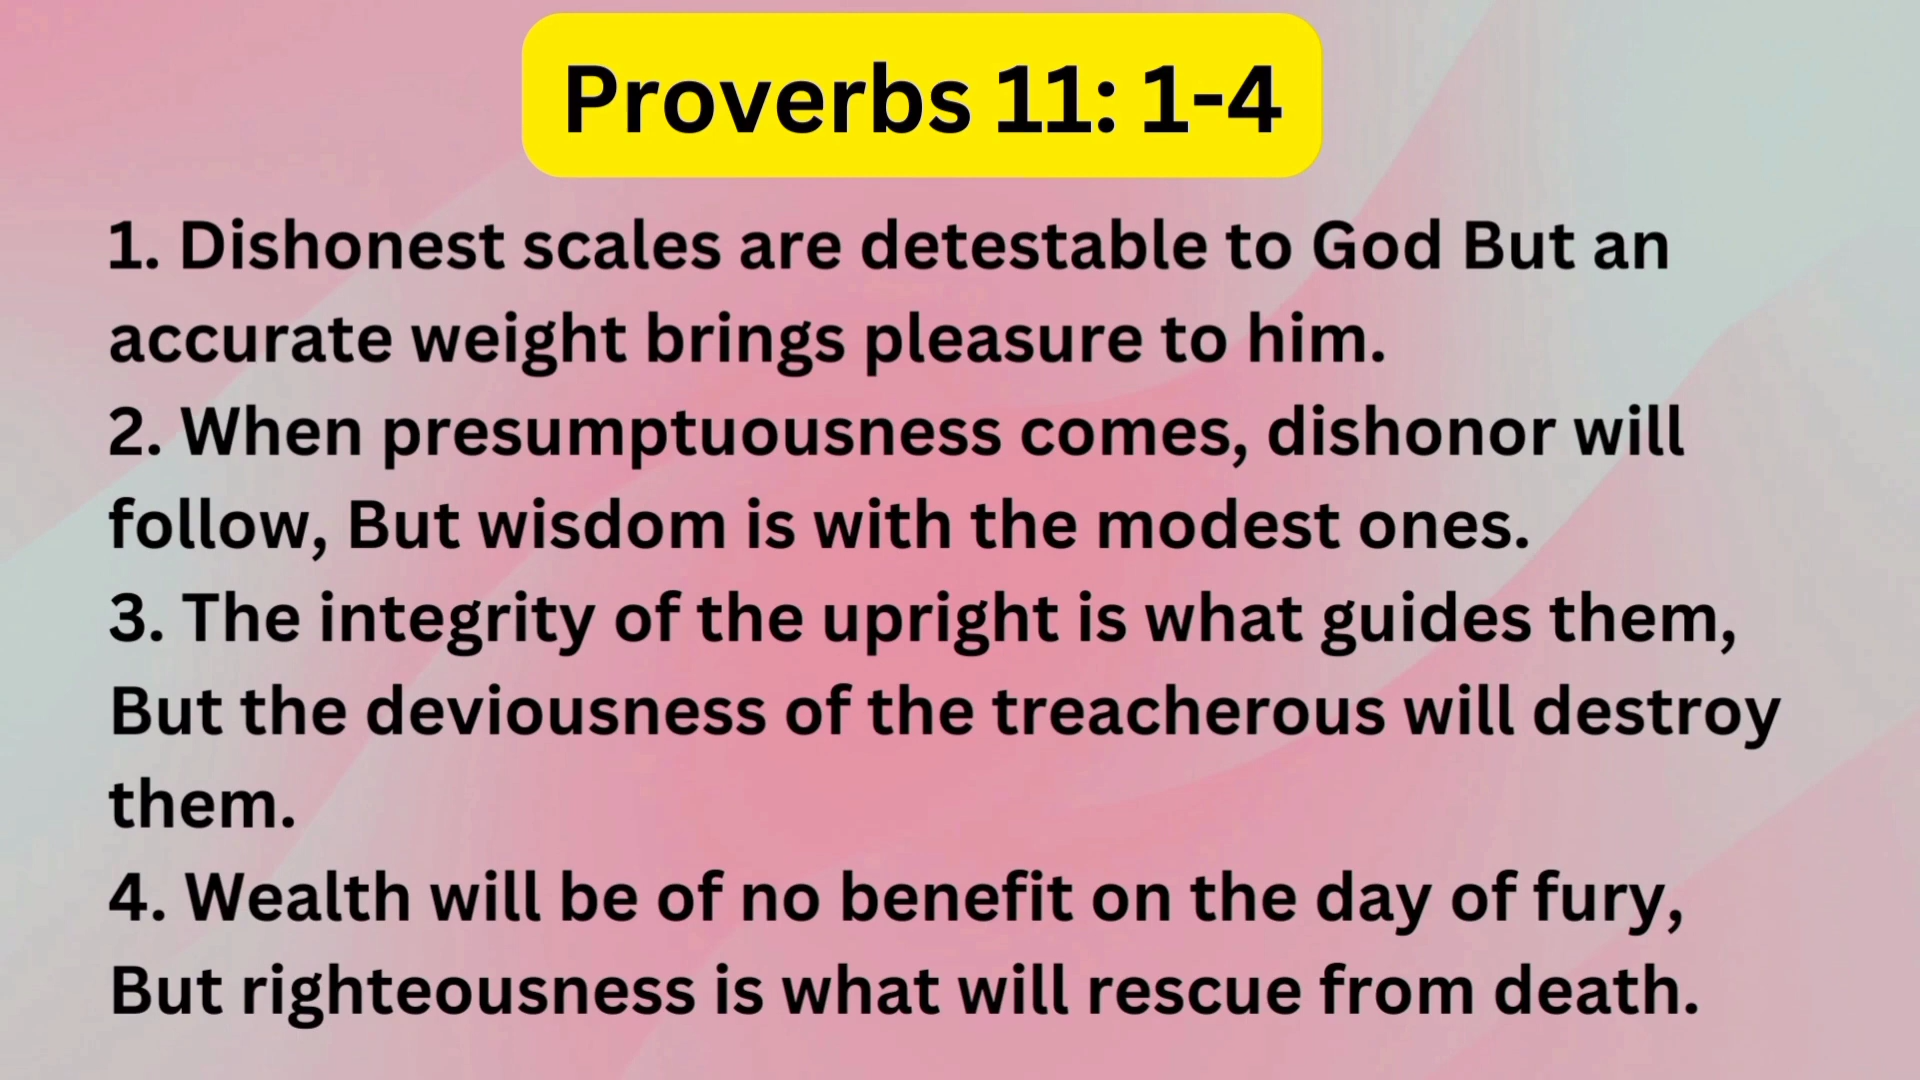 Proverbs 11: 1-4
1. Dishonest scales are detestable to God But an
accurate weight brings pleasure to him.
2. When presumptuousness comes, dishonor will
follow, But wisdom is with the modest ones.
3. The integrity of the upright is what guides them,
But the deviousness of the treacherous will destroy
them.
4. Wealth will be of no benefit on the day of fury,
But righteousness is what will rescue from death.